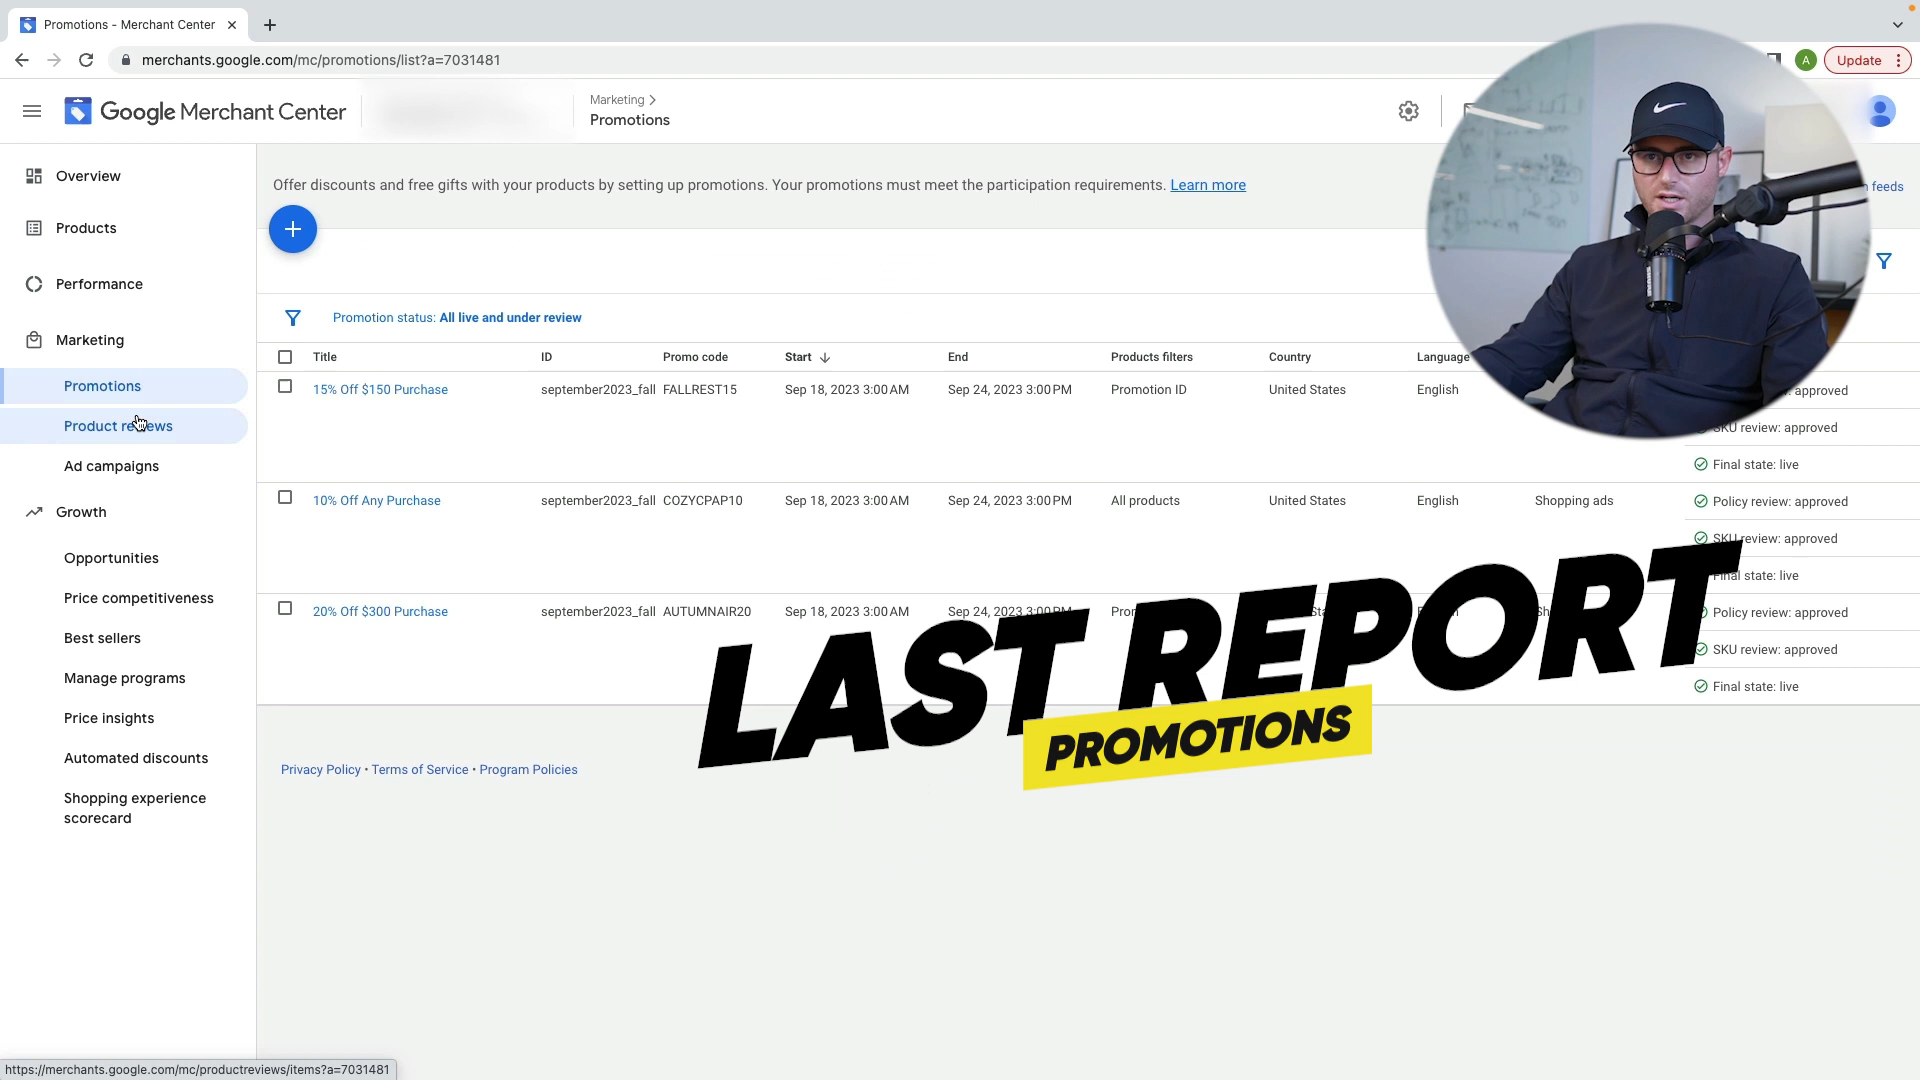 Promotions - Merchant Center
merchants.google.com/mc/promotions/list?a=7031481
A
Update
Google Merchant Center
Marketing
Promotions
Overview
Products
Performance
Marketing
Promotions
Product reviews
Ad campaigns
Growth
Opportunities
Price competitiveness
Best sellers
Manage programs
Price insights
Automated discounts
Shopping experience
scorecard
Offer discounts and free gifts with your products by setting up promotions. Your promotions must meet the participation requirements. Learn more
feeds
Promotion status: All live and under review
Title ID Promo code Start End Products filters Country Language
15% Off $150 Purchase september2023_fall FALLREST15 Sep 18, 2023 3:00 AM Sep 24, 2023 3:00 PM Promotion ID United States English approved
SKU review: approved
Final state: live
10% Off Any Purchase september2023_fall COZYCPAP10 Sep 18, 2023 3:00 AM Sep 24, 2023 3:00 PM All products United States English Shopping ads Policy review: approved
SKU review: approved
Final state: live
20% Off $300 Purchase september2023_fall AUTUMNAIR20 Sep 18, 2023 3:00 AM Sep 24, 2023 3:00 PM Policy review: approved
SKU review: approved
Final state: live
LAST REPORT
PROMOTIONS
Privacy Policy • Terms of Service • Program Policies
https://merchants.google.com/mc/productreviews/items?a=7031481